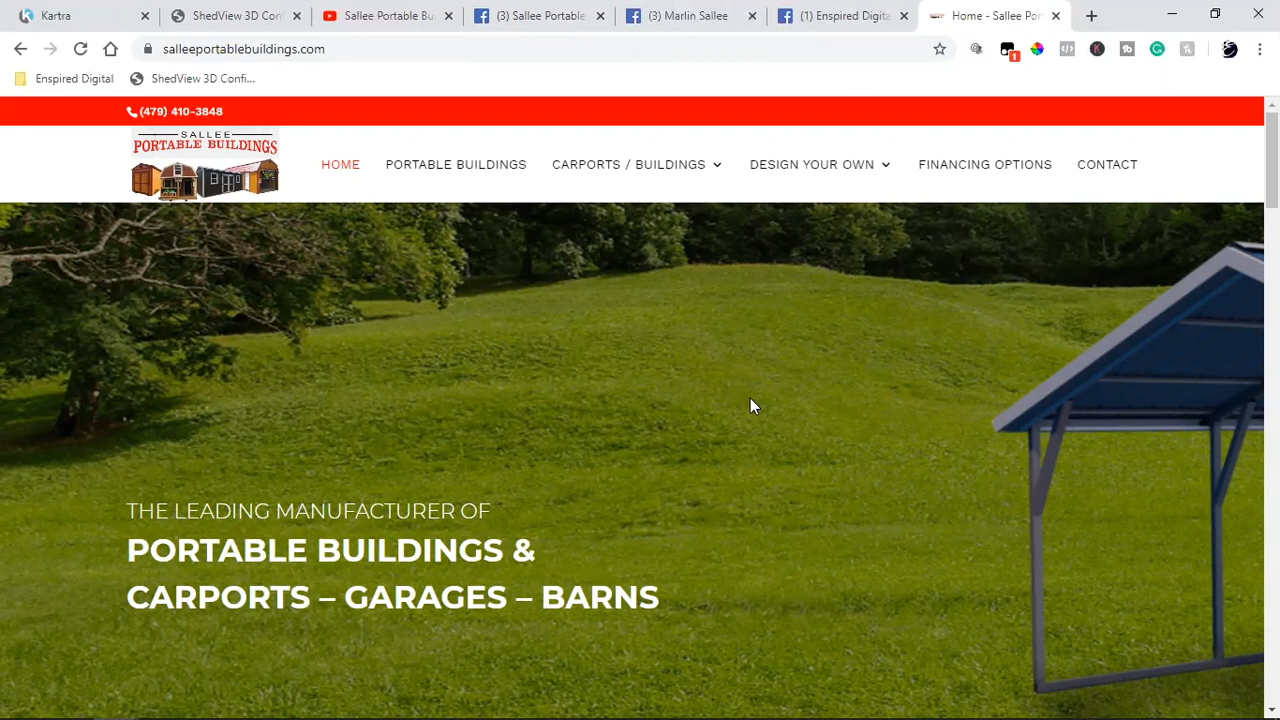 Kartra
ShedView 3D Conf
Sallee Portable Bu
(3) Sallee Portable
(3) Marlin Sallee
(1) Enspired Digita
Home - Sallee Por
salleeportablebuildings.com
1
Enspired Digital
ShedView 3D Confi...
(479) 410-3848
SALLEE
PORTABLE BUILDINGS
HOME
PORTABLE BUILDINGS
CARPORTS / BUILDINGS
DESIGN YOUR OWN
FINANCING OPTIONS
CONTACT
THE LEADING MANUFACTURER OF
PORTABLE BUILDINGS &
CARPORTS – GARAGES – BARNS